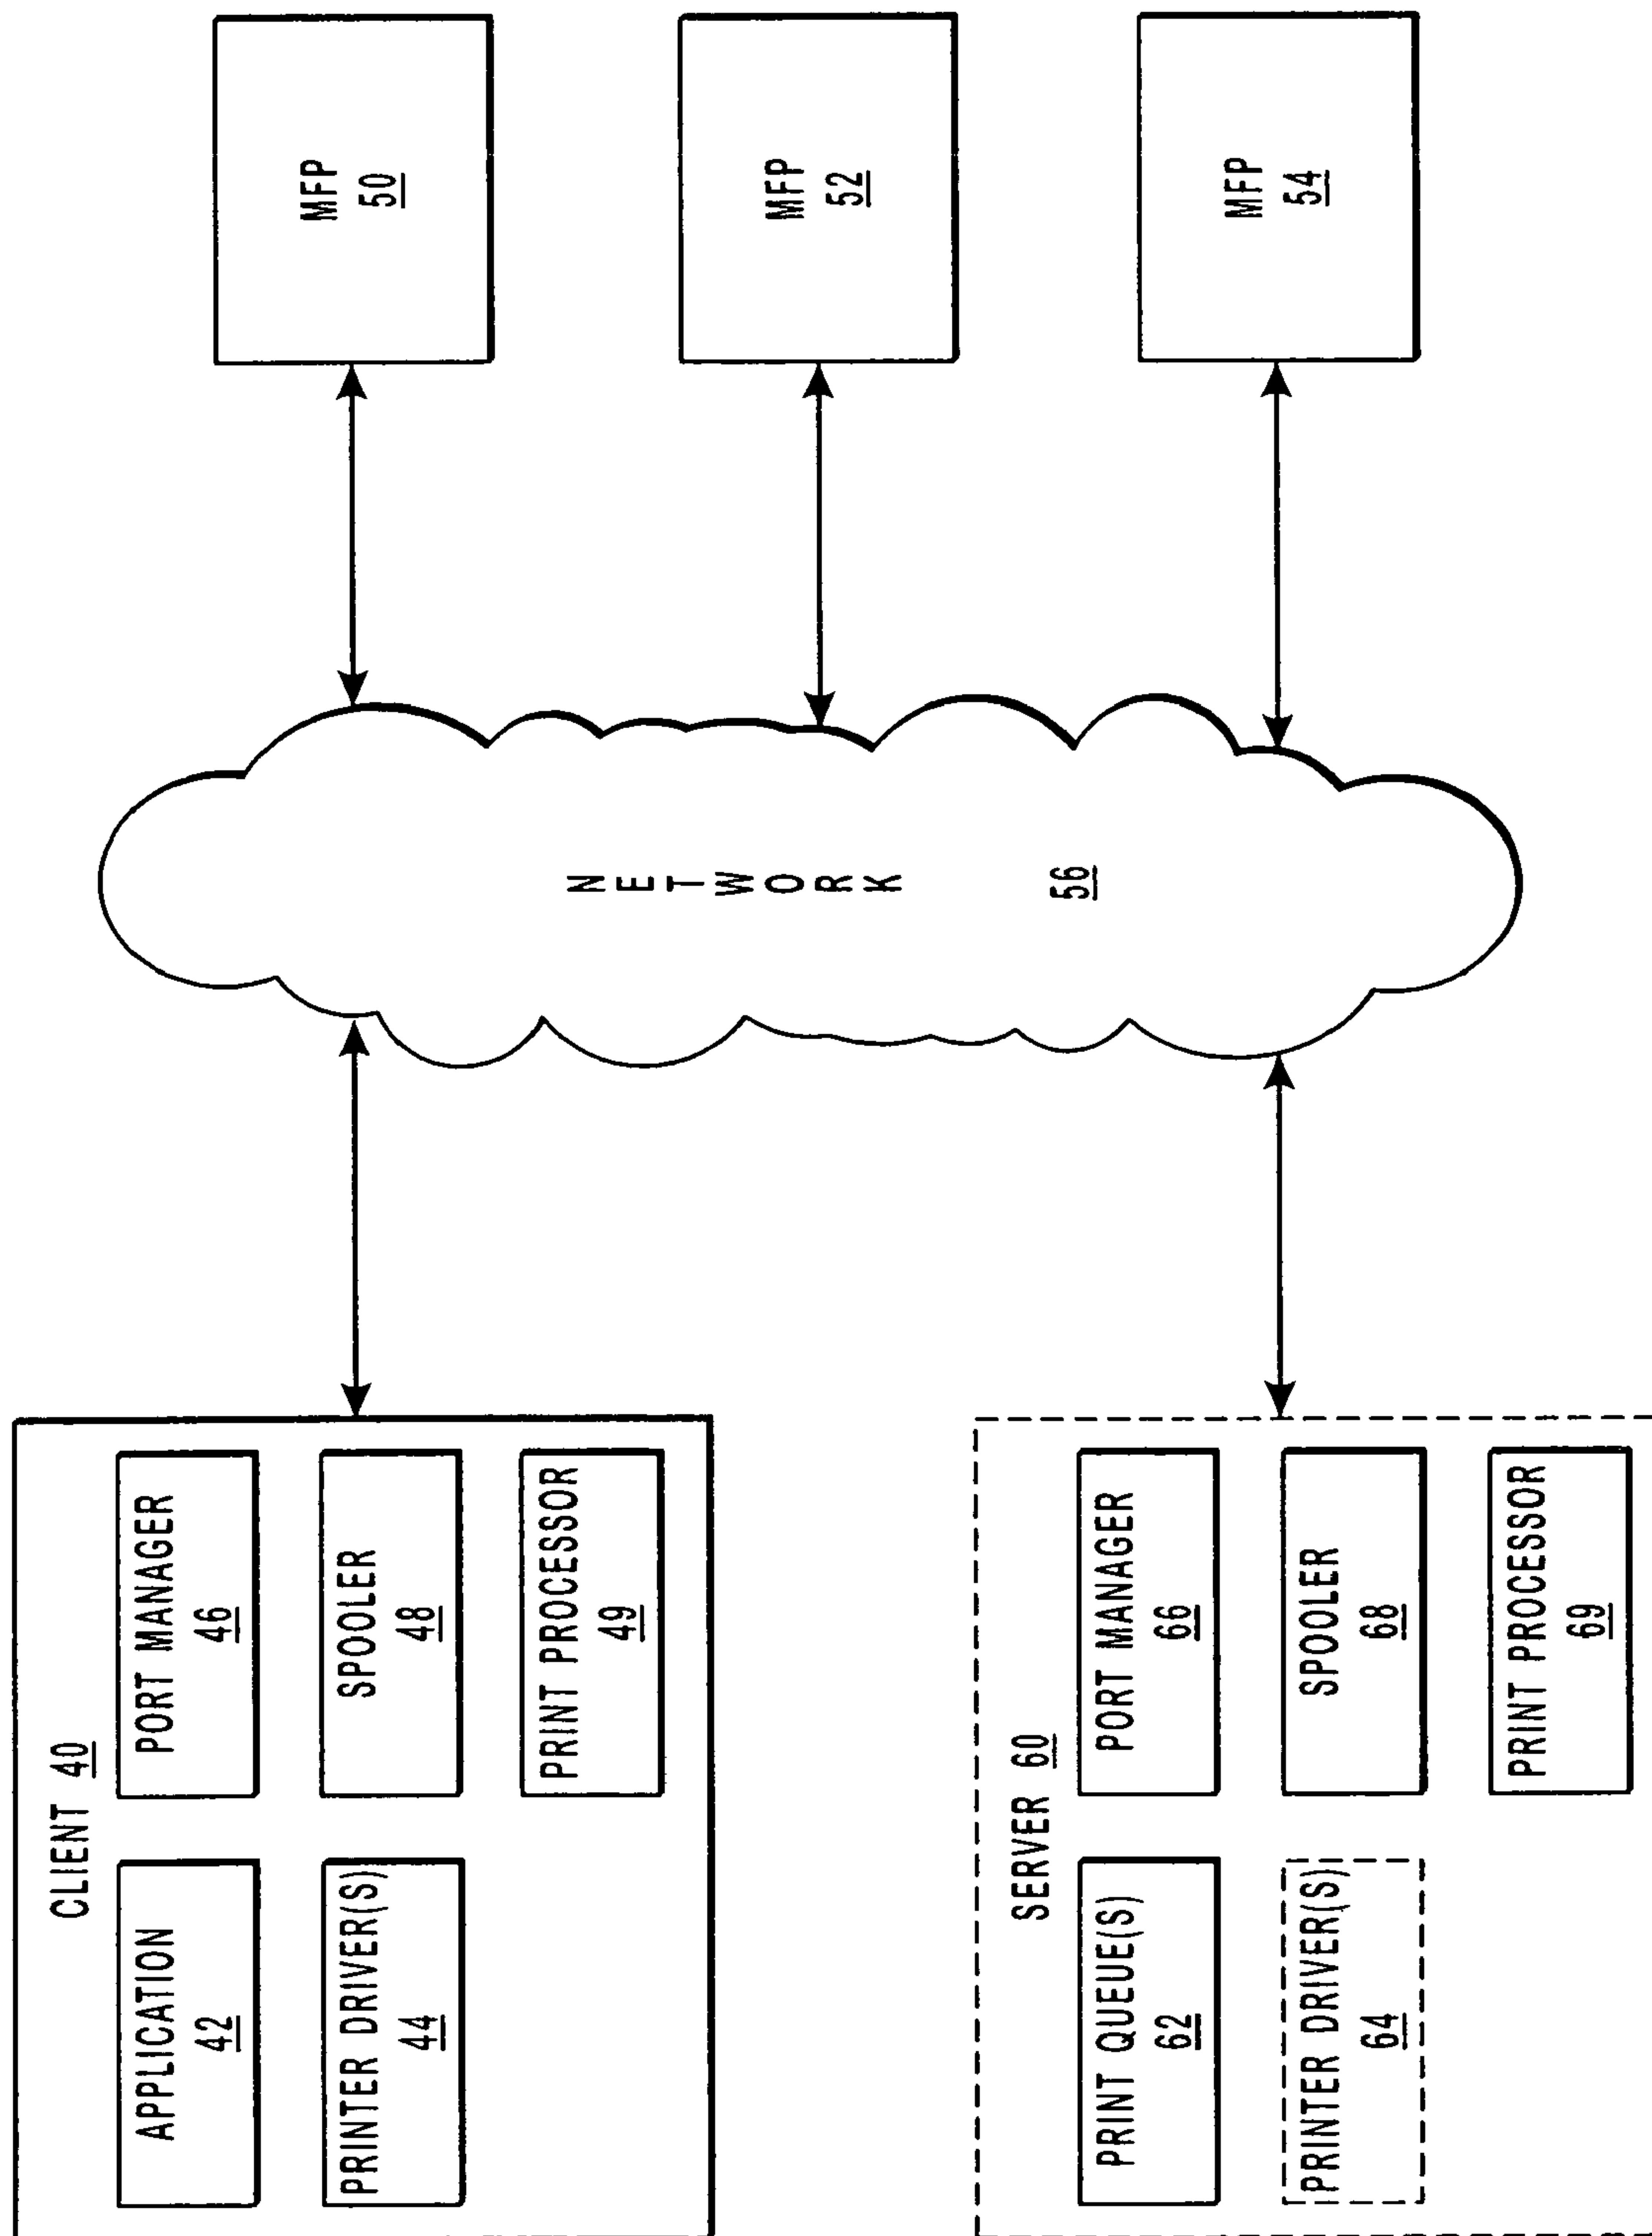 CLIENT 40
APPLICATION
42
PORT MANAGER
46
PRINTER DRIVER(S)
44
SPOOLER
48
PRINT PROCESSOR
49
SERVER 60
PRINT QUEUE(S)
62
PORT MANAGER
66
PRINTER DRIVER(S)
64
SPOOLER
68
PRINT PROCESSOR
69
NETWORK
56
MFP
50
MFP
52
MFP
54